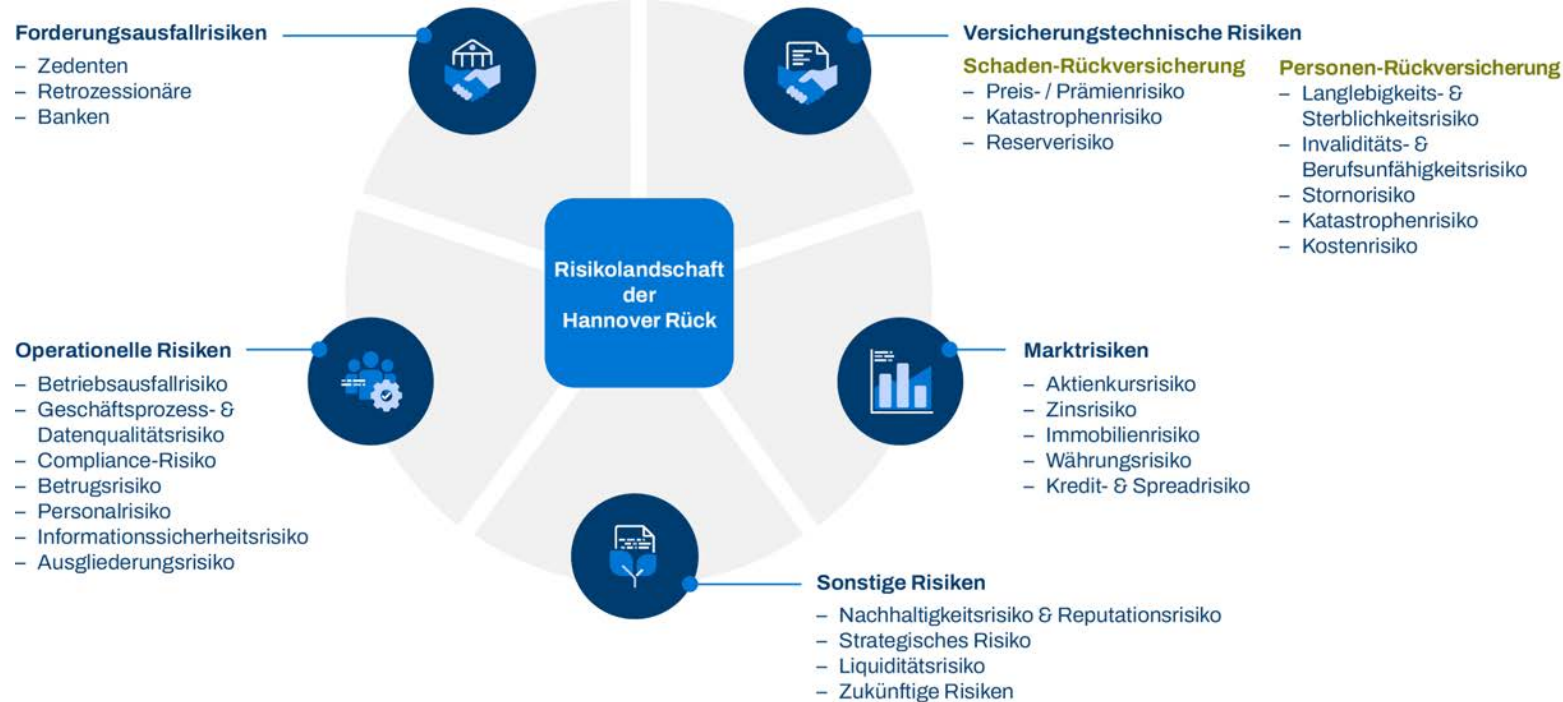 Forderungsausfallrisiken
– Zedenten
– Retrozessionäre
– Banken
Versicherungstechnische Risiken
Schaden-Rückversicherung
– Preis- / Prämienrisiko
– Katastrophenrisiko
– Reserverisiko
Personen-Rückversicherung
– Langlebigkeits- &
Sterblichkeitsrisiko
– Invaliditäts- &
Berufsunfähigkeitsrisiko
– Stornorisiko
– Katastrophenrisiko
– Kostenrisiko
Risikolandschaft
der
Hannover Rück
Operationelle Risiken
– Betriebsausfallrisiko
– Geschäftsprozess- &
Datenqualitätsrisiko
– Compliance-Risiko
– Betrugsrisiko
– Personalrisiko
– Informationssicherheitsrisiko
– Ausgliederungsrisiko
Marktrisiken
– Aktienkursrisiko
– Zinsrisiko
– Immobilienrisiko
– Währungsrisiko
– Kredit- & Spreadrisiko
Sonstige Risiken
– Nachhaltigkeitsrisiko & Reputationsrisiko
– Strategisches Risiko
– Liquiditätsrisiko
– Zukünftige Risiken